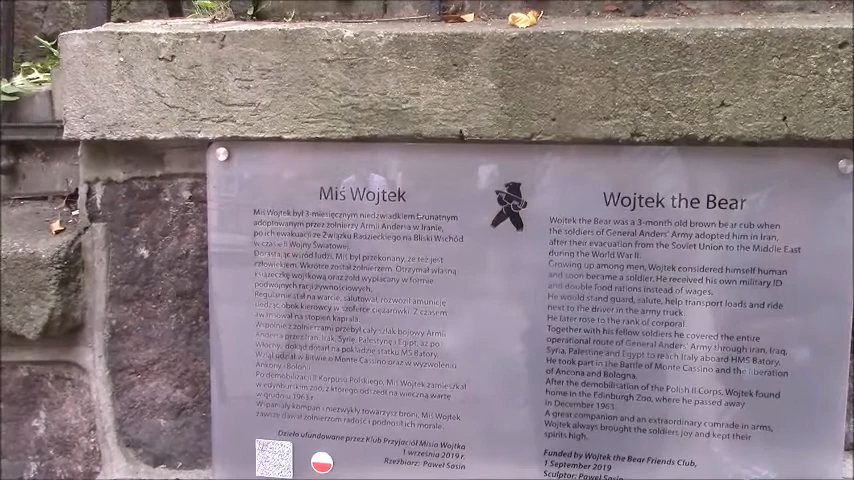 Miś Wojtek
Miś Wojtek był 3-miesięcznym niedźwiadkiem brunatnym
adoptowanym przez żołnierzy Armii Andersa w Iranie,
po ich ewakuacji ze Związku Radzieckiego na Bliski Wschód
w czasie II Wojny Światowej.
Dorastając wśród ludzi, Miś był przekonany, że też jest
człowiekiem. Wkrótce został żołnierzem. Otrzymał własną
książeczkę wojskową oraz żołd wypłacany w formie
podwójnych racji żywnościowych.
Regularnie stał na warcie, salutował, rozwoził amunicję
siedząc obok kierowcy w szoferce ciężarówki. Z czasem
awansował na stopień kaprala.
Wspólnie z żołnierzami przebył cały szlak bojowy Armii
Andersa przez Iran, Irak, Syrię, Palestynę i Egipt, aż po
Włochy, dokąd dotarł na pokładzie statku MS Batory.
Wziął udział w Bitwie o Monte Cassino oraz w wyzwoleniu
Ankony i Bolonii.
Po demobilizacji II Korpusu Polskiego, Miś Wojtek zamieszkał
w edynburskim zoo, z którego odszedł na wieczną wartę
w grudniu 1963 r.
Wspaniały kompan i niezwykły towarzysz broni, Miś Wojtek
zawsze dawał żołnierzom radość i podnosił ich morale.
Dzieło ufundowane przez Klub Przyjaciół Misia Wojtka
1 września 2019 r.
Rzeźbiarz: Paweł Sasin
Wojtek the Bear
Wojtek the Bear was a 3-month old brown bear cub when
the soldiers of General Anders' Army adopted him in Iran,
after their evacuation from the Soviet Union to the Middle East
during the World War II.
Growing up among men, Wojtek considered himself human
and soon became a soldier. He received his own military ID
and double food rations instead of wages.
He would stand guard, salute, help transport loads and ride
next to the driver in the army truck.
He later rose to the rank of corporal.
Together with his fellow soldiers, he covered the entire
operational route of General Anders' Army through Iran, Iraq,
Syria, Palestine and Egypt to reach Italy aboard the HMS Batory.
He took part in the Battle of Monte Cassino and the liberation
of Ancona and Bologna.
After the demobilisation of the Polish II Corps, Wojtek found
home in the Edinburgh Zoo, where he passed away
in December 1963.
A great companion and an extraordinary comrade in arms,
Wojtek always brought the soldiers joy and kept their
spirits high.
Funded by Wojtek the Bear Friends Club,
1 September 2019
Sculptor: Paweł Sasin